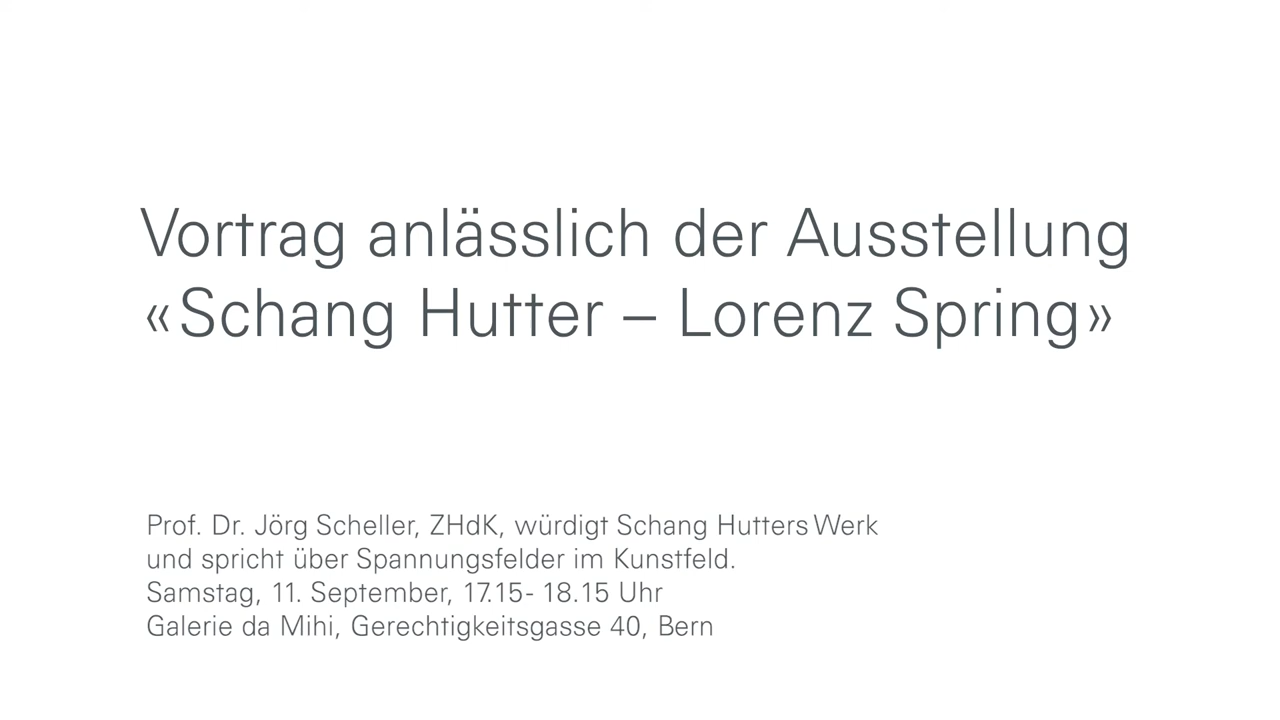 Vortrag anlässlich der Ausstellung
«Schang Hutter – Lorenz Spring»
Prof. Dr. Jörg Scheller, ZHdK, würdigt Schang Hutters Werk
und spricht über Spannungsfelder im Kunstfeld.
Samstag, 11. September, 17.15- 18.15 Uhr
Galerie da Mihi, Gerechtigkeitsgasse 40, Bern